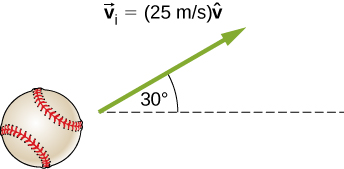 v⃗ᵢ = (25 m/s)v̂
30°